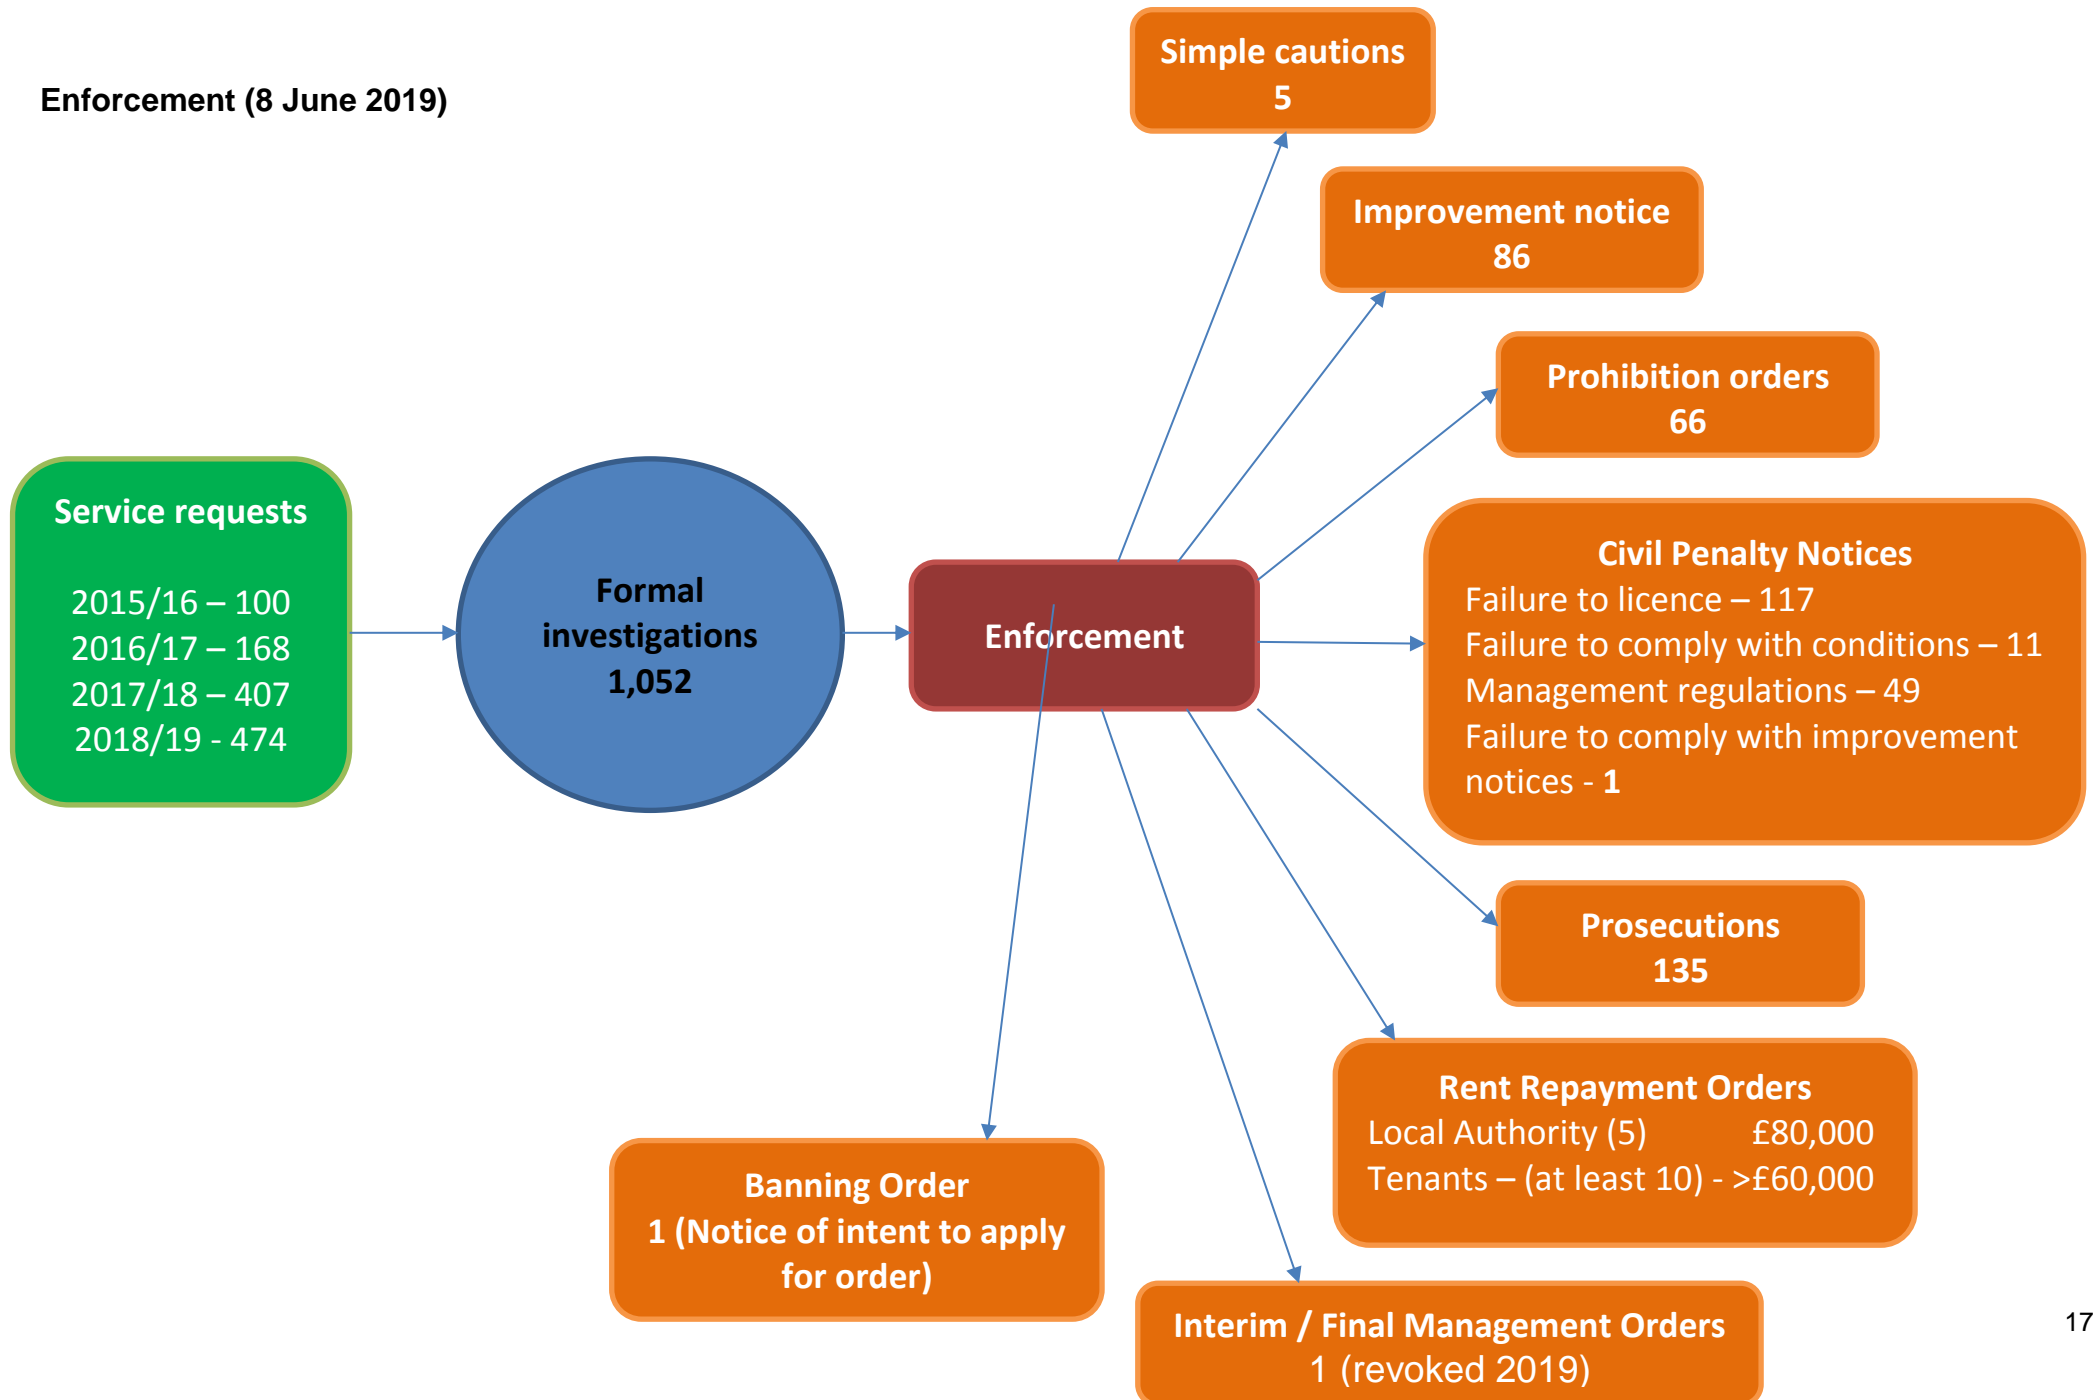 Enforcement (8 June 2019)
Simple cautions
5
Improvement notice
86
Prohibition orders
66
Service requests
2015/16 – 100
2016/17 – 168
2017/18 – 407
2018/19 - 474
Formal
investigations
1,052
Enforcement
Civil Penalty Notices
Failure to licence – 117
Failure to comply with conditions – 11
Management regulations – 49
Failure to comply with improvement
notices - 1
Prosecutions
135
Rent Repayment Orders
Local Authority (5) £80,000
Tenants – (at least 10) - >£60,000
Banning Order
1 (Notice of intent to apply
for order)
Interim / Final Management Orders
1 (revoked 2019)
17